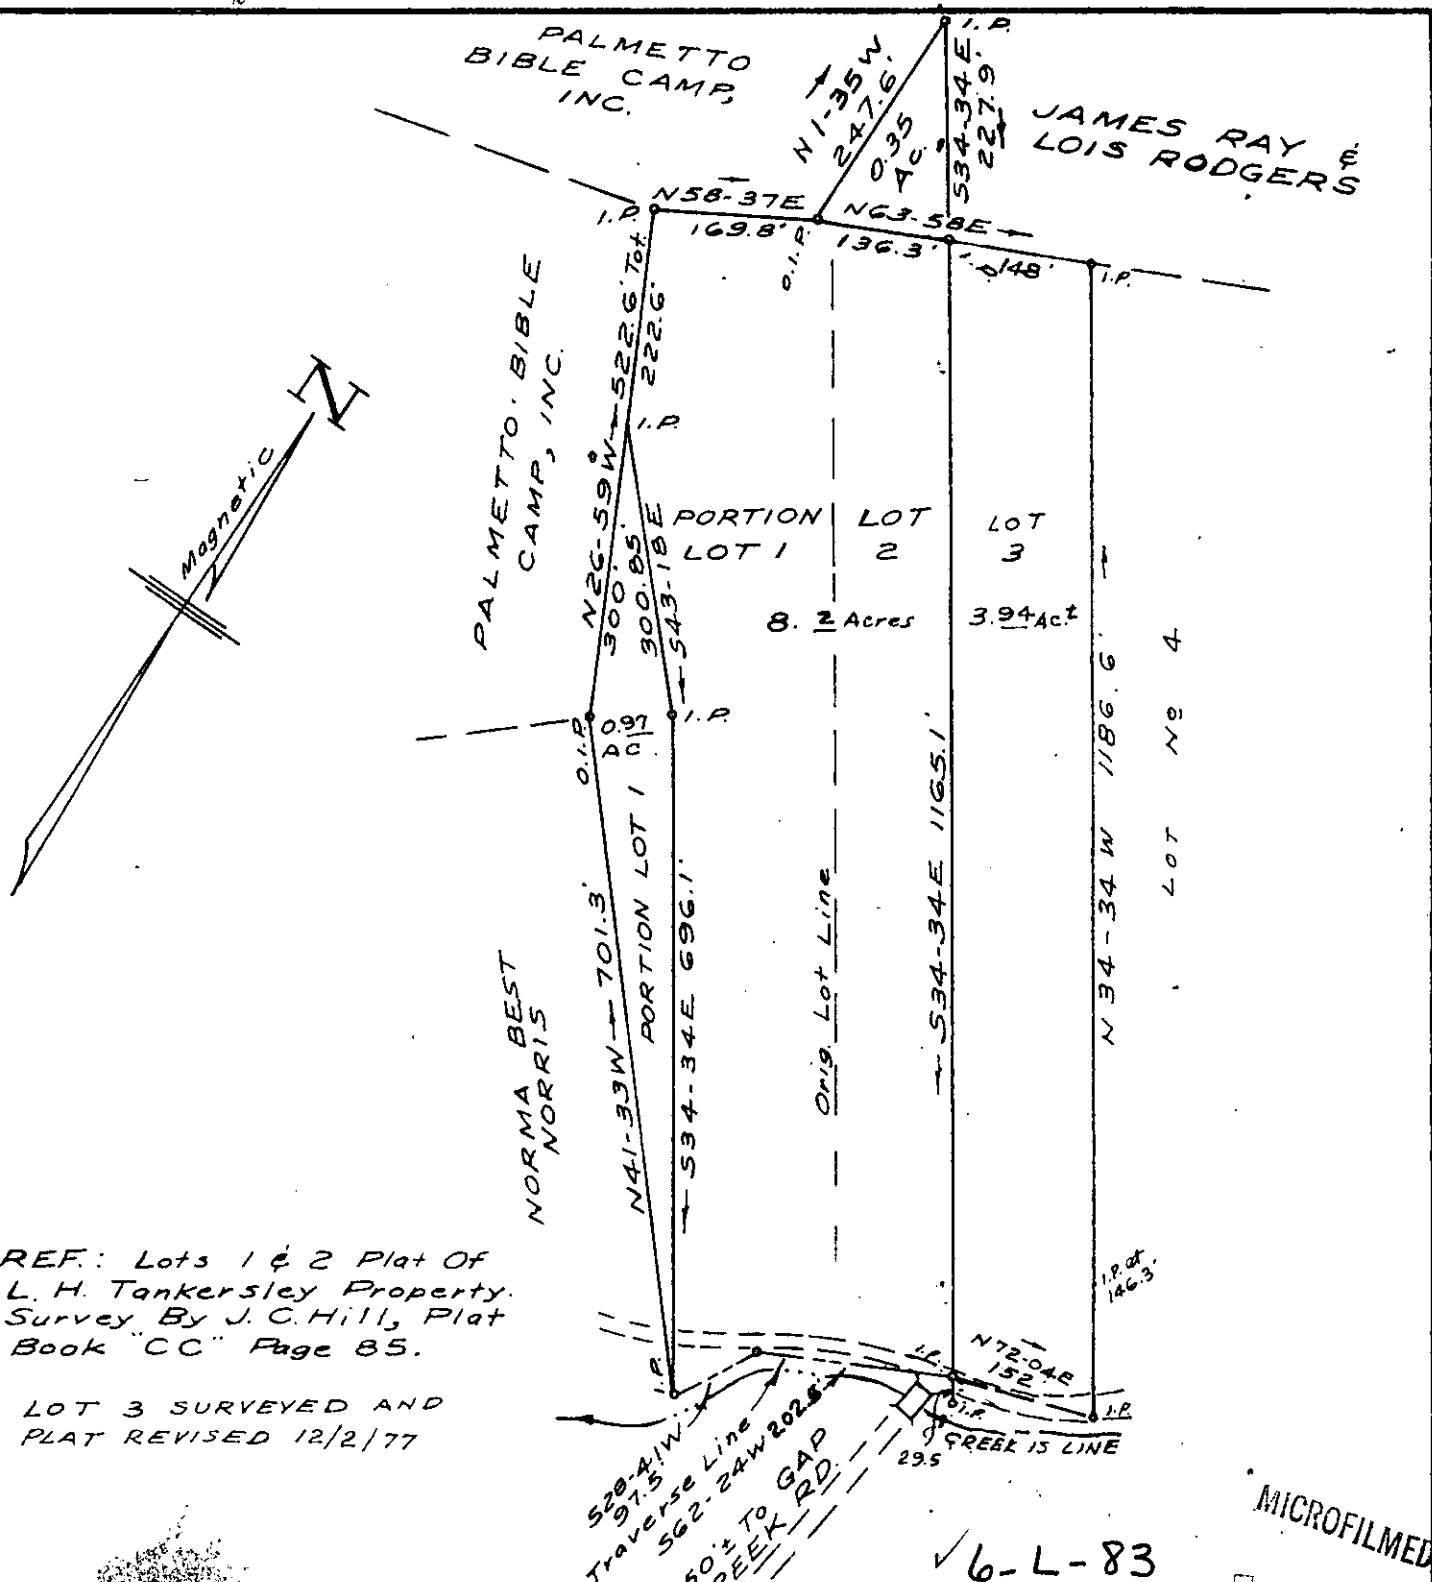 PALMETTO
BIBLE CAMP,
INC.
I.P.
N1-35W
247.6'
0.35
Ac.
S34-34E
227.9'
JAMES RAY &
LOIS RODGERS
I.P.
N58-37E
169.8'
O.I.P.
N63-58E
136.3'
I.P.
148'
I.P.
PALMETTO BIBLE
CAMP, INC.
N26-59W
522.6' Tot.
222.6'
I.P.
300'
300.85'
S43-18E
N
Magnetic
PORTION
LOT 1
LOT
2
LOT
3
8.2 Acres
3.94 Ac.±
O.I.P.
0.97
AC
I.P.
PORTION LOT 1
N41-33W 701.3'
S34-34E 696.1'
Orig. Lot Line
S34-34E 1165.1'
N34-34W 1186.6
LOT No 4
NORMA BEST
NORRIS
REF.: Lots 1 & 2 Plat Of
L. H. Tankersley Property.
Survey By J. C. Hill, Plat
Book "CC" Page 85.
LOT 3 SURVEYED AND
PLAT REVISED 12/2/77
I.P. at
146.3'
I.P.
I.P.
N72-04E
152
I.P.
I.P.
29.5
CREEK IS LINE
S28-41W
97.5
Traverse Line
S62-24W 202.5'
50'± TO GAP
CREEK RD.
✓ 6-L-83
MICROFILMED